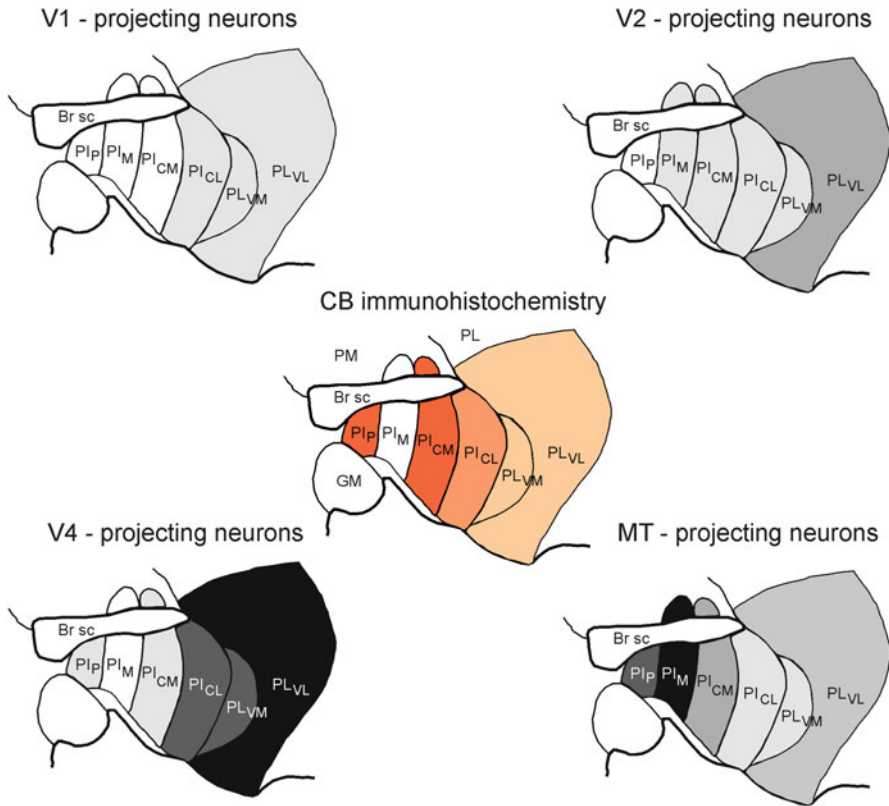 V1 - projecting neurons
Br sc
PIP
PIM
PICM
PICL
PLVM
PLVL
V2 - projecting neurons
Br sc
PIP
PIM
PICM
PICL
PLVM
PLVL
CB immunohistochemistry
PM
PL
Br sc
PIP
PIM
PICM
PICL
PLVM
PLVL
GM
V4 - projecting neurons
Br sc
PIP
PIM
PICM
PICL
PLVM
PLVL
MT - projecting neurons
Br sc
PIP
PIM
PICM
PICL
PLVM
PLVL